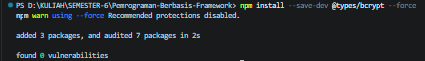 PS D:\KULIAH\SEMESTER-6\Pemrograman-Berbasis-Framework> npm install --save-dev @types/bcrypt --force
npm warn using --force Recommended protections disabled.
added 3 packages, and audited 7 packages in 2s
found 0 vulnerabilities